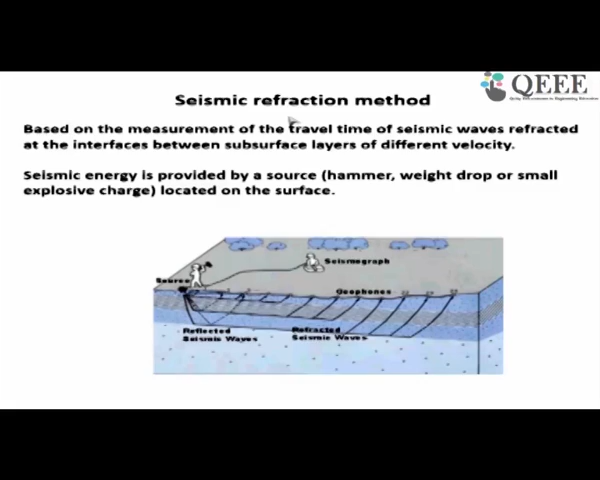 QEEE
Seismic refraction method
Based on the measurement of the travel time of seismic waves refracted
at the interfaces between subsurface layers of different velocity.
Seismic energy is provided by a source (hammer, weight drop or small
explosive charge) located on the surface.
Seismograph
Source
Geophones
Reflected
Seismic Waves
Refracted
Seismic Waves